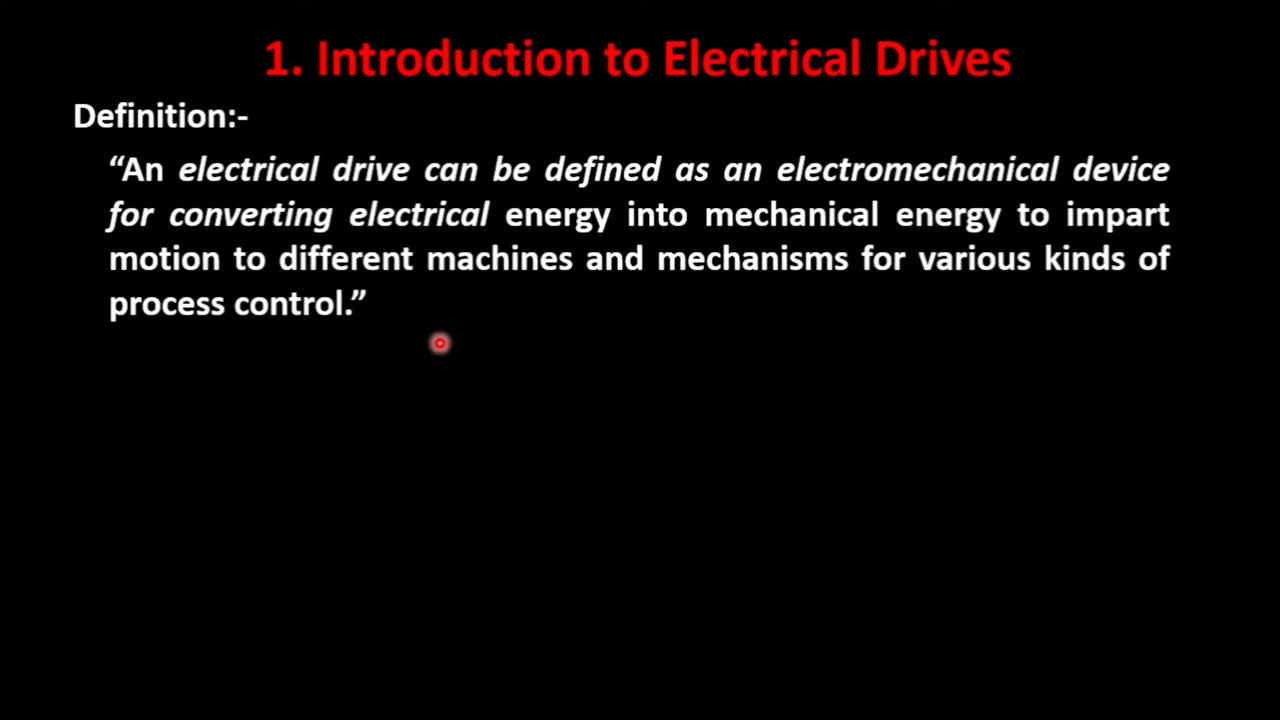 1. Introduction to Electrical Drives
Definition:-
“An electrical drive can be defined as an electromechanical device
for converting electrical energy into mechanical energy to impart
motion to different machines and mechanisms for various kinds of
process control.”